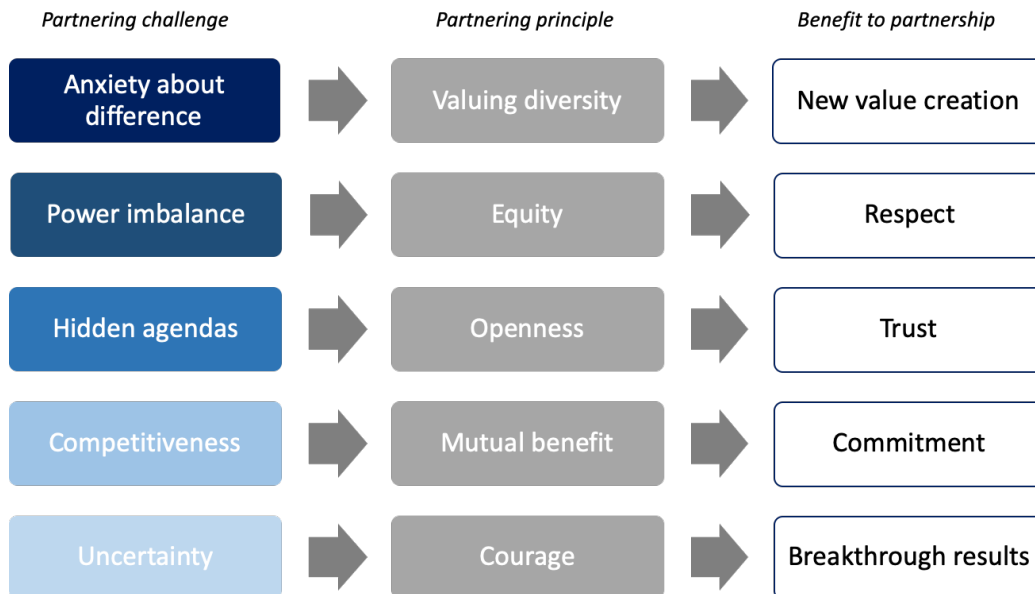 Partnering challenge
Partnering principle
Benefit to partnership
Anxiety about
difference
Valuing diversity
New value creation
Power imbalance
Equity
Respect
Hidden agendas
Openness
Trust
Competitiveness
Mutual benefit
Commitment
Uncertainty
Courage
Breakthrough results